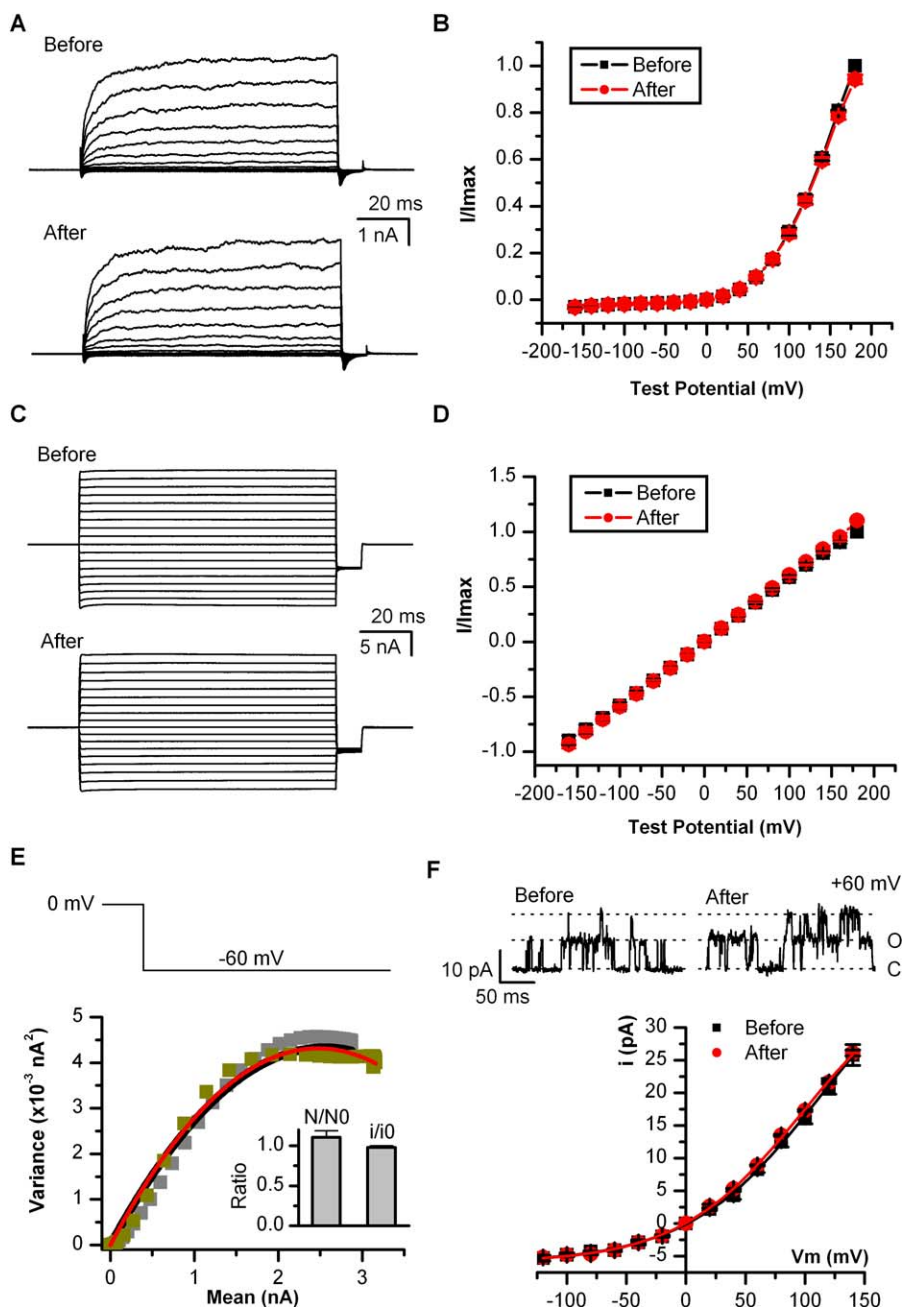 A
Before
After
20 ms
1 nA
B
Before
After
I/Imax
1.0
0.8
0.6
0.4
0.2
0.0
-200 -150 -100 -50 0 50 100 150 200
Test Potential (mV)
C
Before
After
20 ms
5 nA
D
Before
After
I/Imax
1.5
1.0
0.5
0.0
-0.5
-1.0
-200 -150 -100 -50 0 50 100 150 200
Test Potential (mV)
E
0 mV
-60 mV
Variance (x10-3 nA2)
5
4
3
2
1
0
0 1 2 3
Mean (nA)
N/N0 i/i0
Ratio
1.0
0.5
0.0
F
Before After +60 mV
O
C
10 pA
50 ms
i (pA)
Before
After
30
25
20
15
10
5
0
-5
Vm (mV)
-100 -50 0 50 100 150